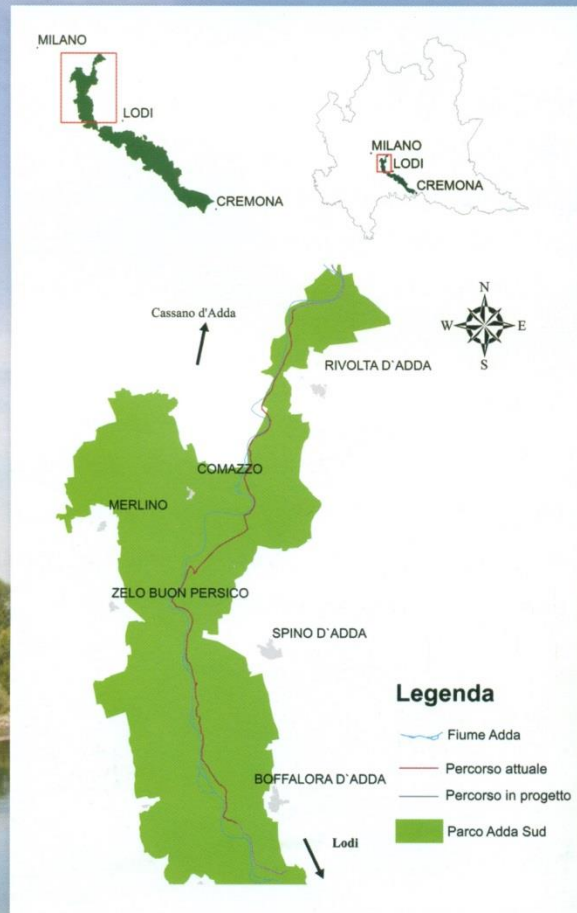 MILANO
LODI
CREMONA
MILANO
LODI
CREMONA
Cassano d'Adda
N
W E
S
RIVOLTA D'ADDA
COMAZZO
MERLINO
ZELO BUON PERSICO
SPINO D'ADDA
BOFFALORA D'ADDA
Lodi
Legenda
Fiume Adda
Percorso attuale
Percorso in progetto
Parco Adda Sud